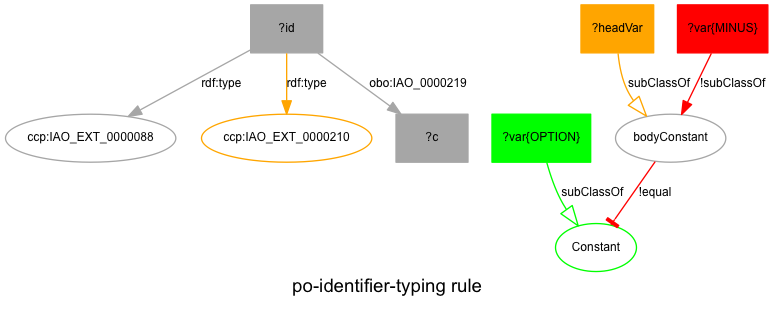 ?id
?headVar
?var{MINUS}
rdf:type
rdf:type
obo:IAO_0000219
subClassOf
!subClassOf
ccp:IAO_EXT_0000088
ccp:IAO_EXT_0000210
?c
?var{OPTION}
bodyConstant
subClassOf
!equal
Constant
po-identifier-typing rule